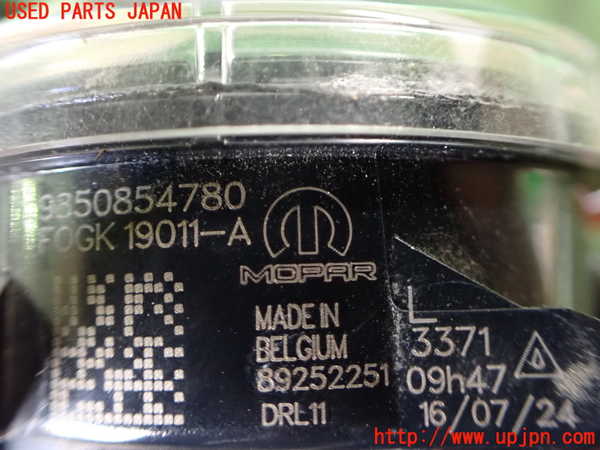 USED PARTS JAPAN
9850854780
FOGK 19011-A
MOPAR
MADE IN
BELGIUM
89252251
DRL11
L
3371
09h47
16/07/24
http://www.upjpn.com/